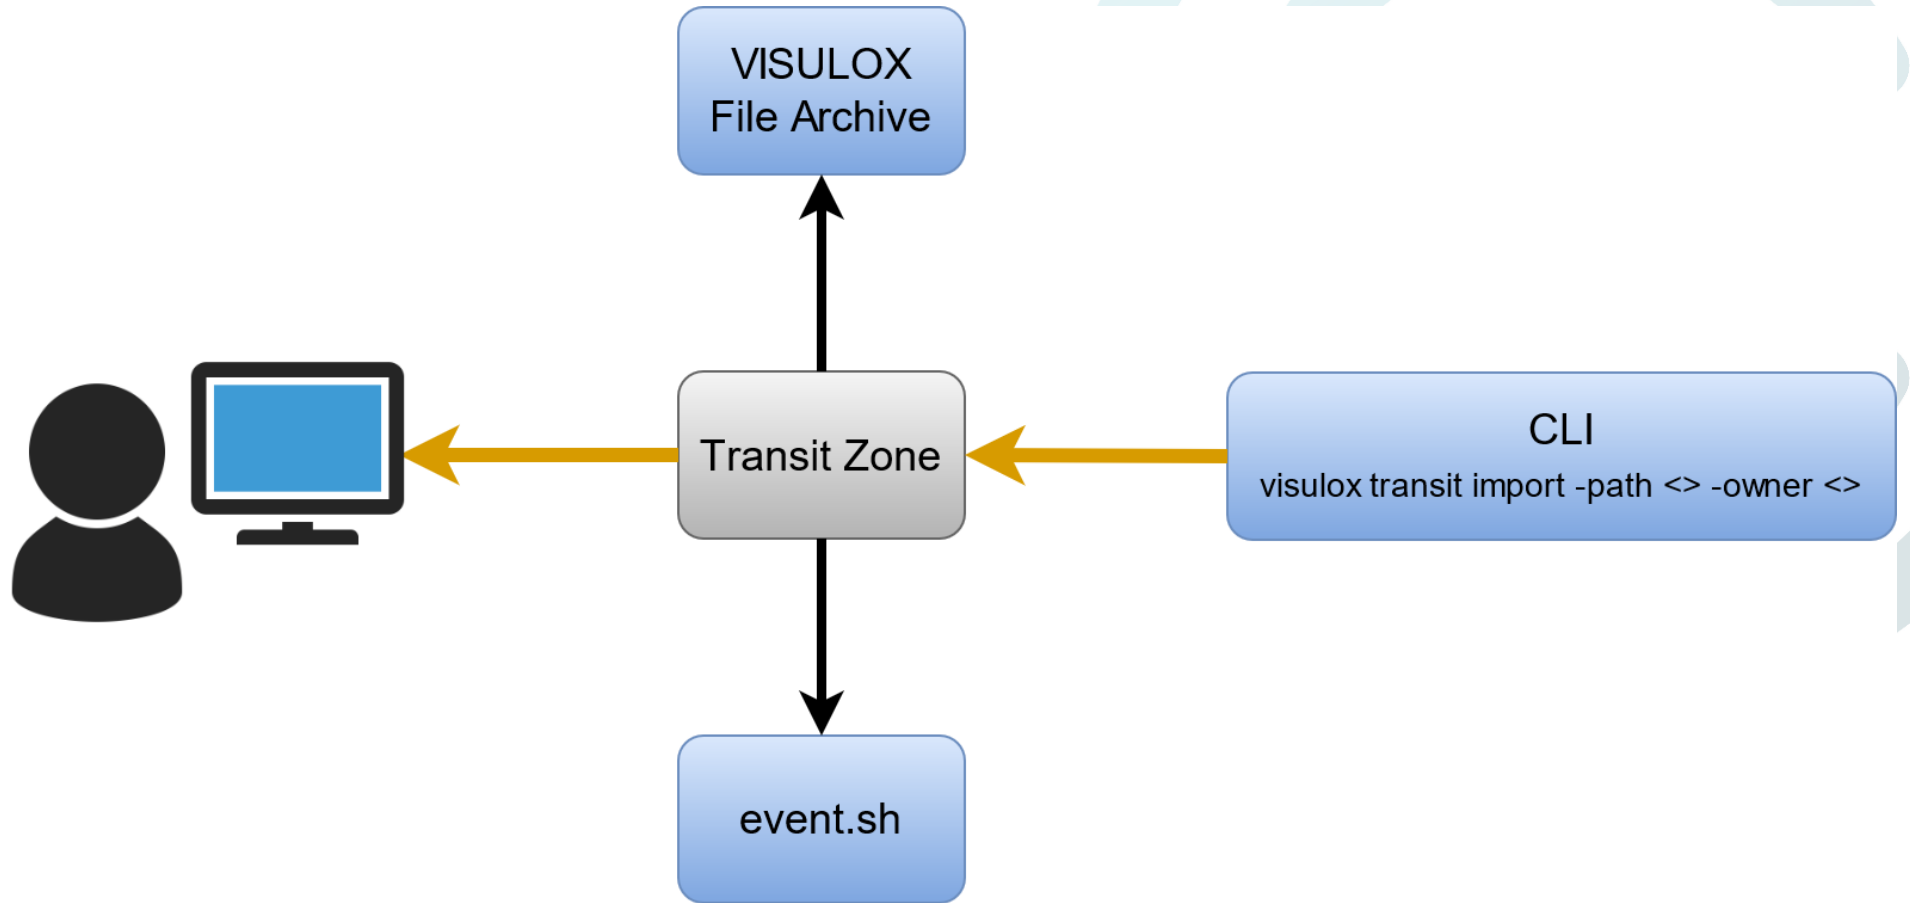 VISULOX
File Archive
Transit Zone
CLI
visulox transit import -path <> -owner <>
event.sh